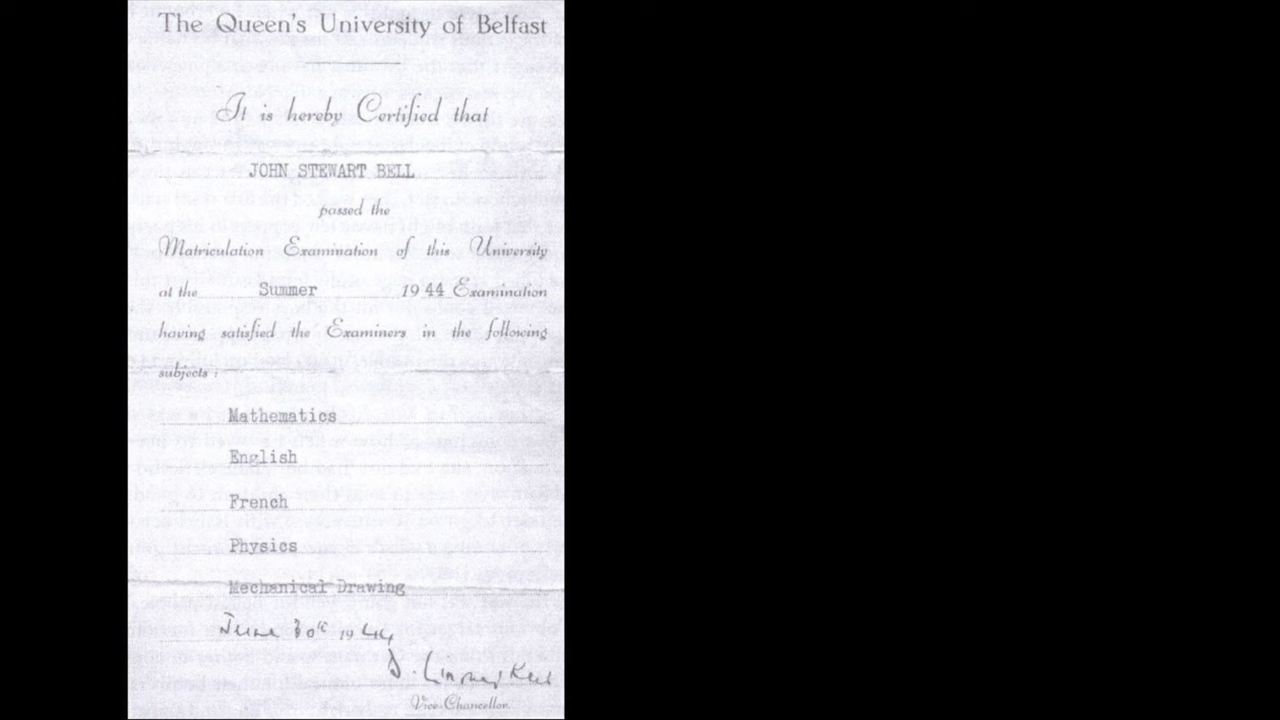 The Queen's University of Belfast
It is hereby Certified that
JOHN STEWART BELL
passed the
Matriculation Examination of this University
at the Summer 1944 Examination
having satisfied the Examiners in the following
subjects :
Mathematics
English
French
Physics
Mechanical Drawing
June 30th 1944
D. Lindsay Keir
Vice-Chancellor.